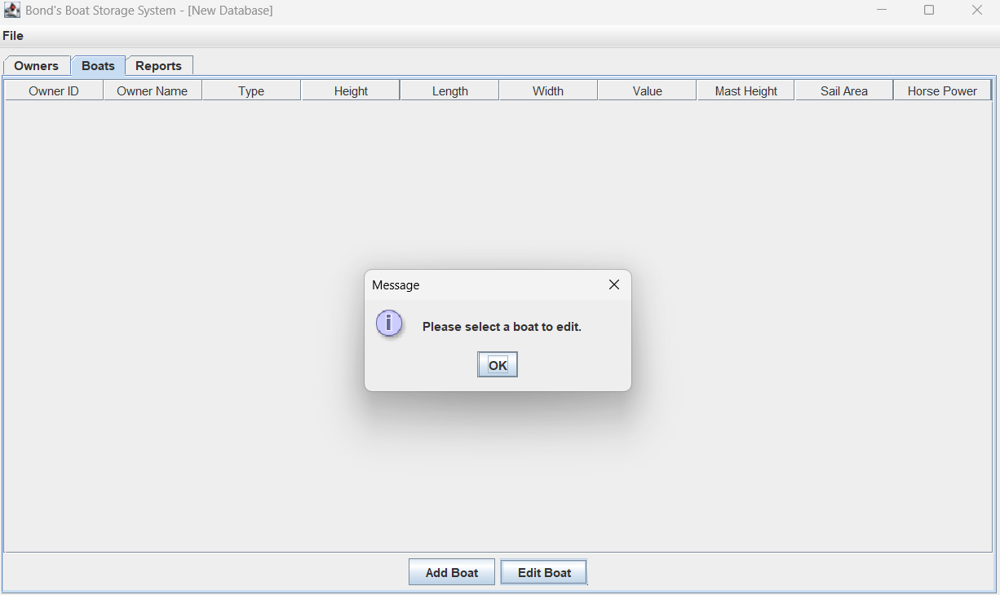 Bond's Boat Storage System - [New Database]
File
Owners Boats Reports
Owner ID Owner Name Type Height Length Width Value Mast Height Sail Area Horse Power
Message
i
Please select a boat to edit.
OK
Add Boat Edit Boat